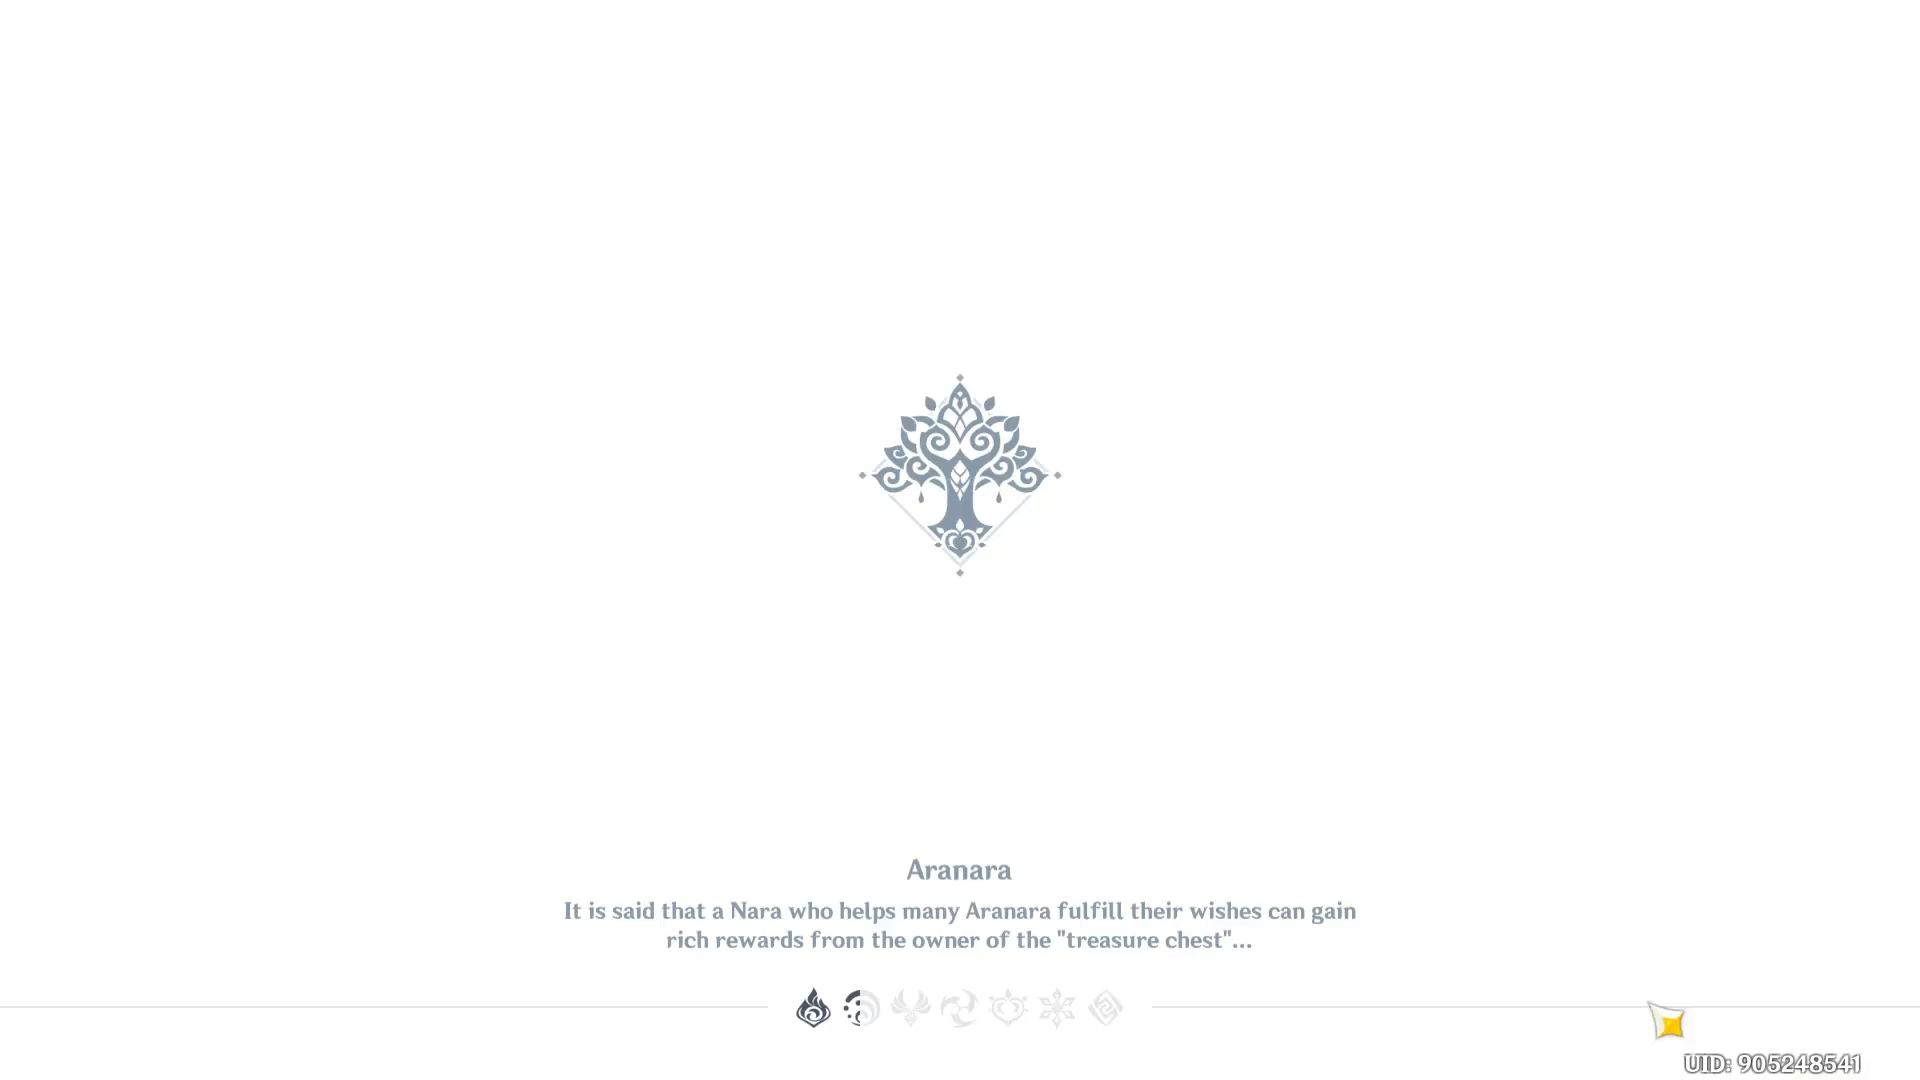 Aranara
It is said that a Nara who helps many Aranara fulfill their wishes can gain
rich rewards from the owner of the "treasure chest"...
UID: 905248541